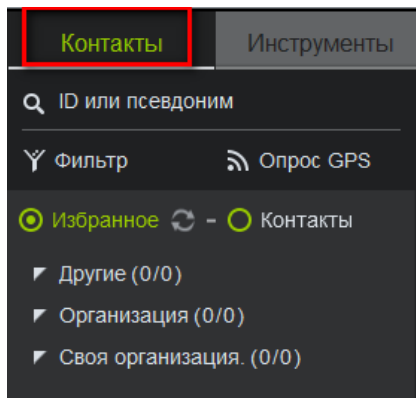 Контакты Инструменты
ID или псевдоним
Фильтр Опрос GPS
Избранное - Контакты
Другие (0/0)
Организация (0/0)
Своя организация. (0/0)